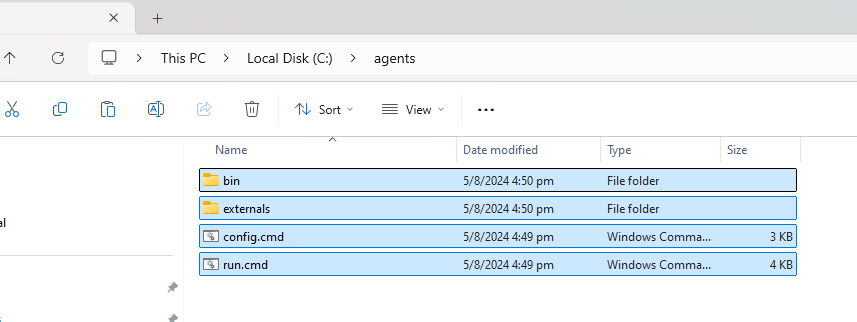 This PC > Local Disk (C:) > agents
Sort View
Name Date modified Type Size
bin 5/8/2024 4:50 pm File folder
externals 5/8/2024 4:50 pm File folder
al
config.cmd 5/8/2024 4:49 pm Windows Comma... 3 KB
run.cmd 5/8/2024 4:49 pm Windows Comma... 4 KB